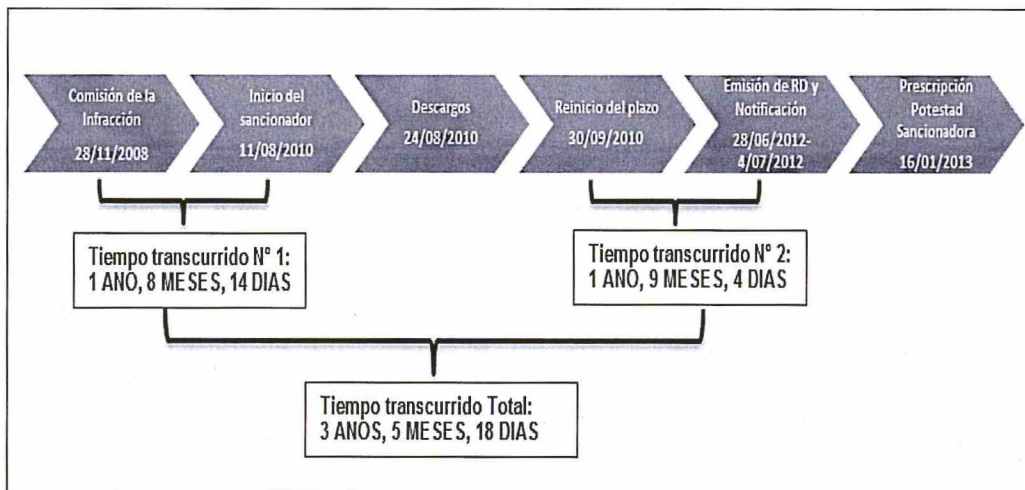 Comisión de la
Infracción
28/11/2008
Inicio del
sancionador
11/08/2010
Descargos
24/08/2010
Reinicio del plazo
30/09/2010
Emisión de RD y
Notificación
28/06/2012-
4/07/2012
Prescripción
Potestad
Sancionadora
16/01/2013
Tiempo transcurrido N° 1:
1 ANO, 8 MESES, 14 DIAS
Tiempo transcurrido N° 2:
1 ANO, 9 MESES, 4 DIAS
Tiempo transcurrido Total:
3 ANOS, 5 MESES, 18 DIAS